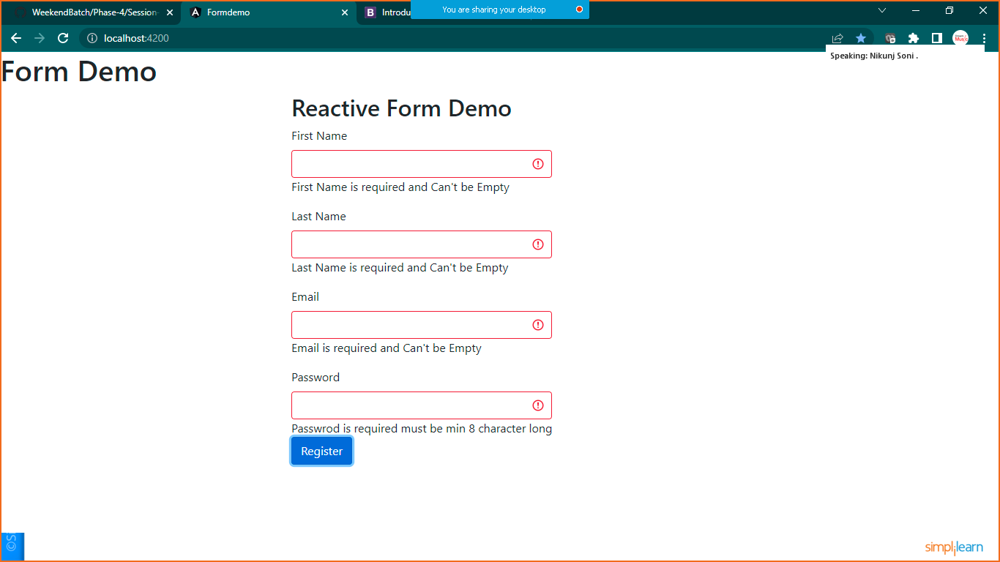 WeekendBatch/Phase-4/Session-
Formdemo
Introdu
You are sharing your desktop
localhost:4200
Speaking: Nikunj Soni .
Form Demo
Reactive Form Demo
First Name
First Name is required and Can't be Empty
Last Name
Last Name is required and Can't be Empty
Email
Email is required and Can't be Empty
Password
Passwrod is required must be min 8 character long
Register
©S
simplilearn